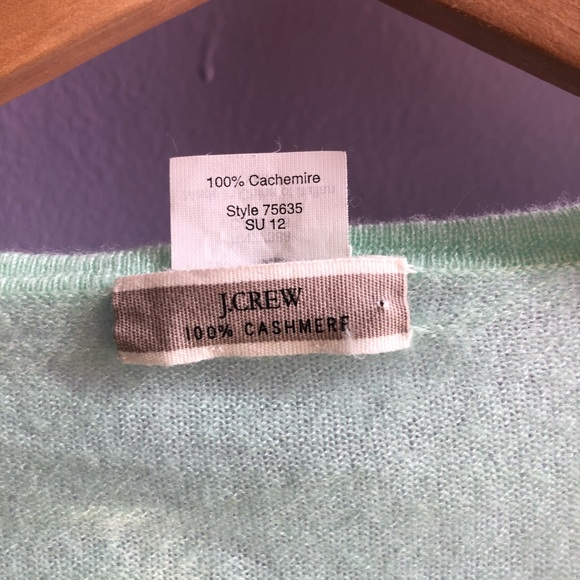 100% Cachemire
Style 75635
SU 12
J.CREW
100% CASHMERE